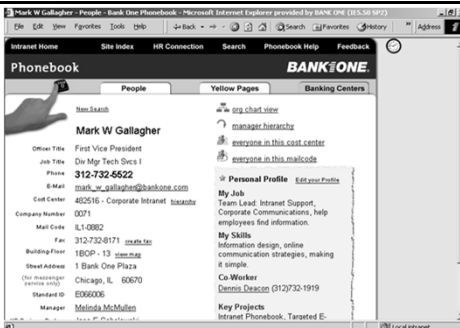 Mark W Gallagher - People - Bank One Phonebook - Microsoft Internet Explorer provided by BANK ONE (IE5.50 SP2)
File Edit View Favorites Tools Help
Back Search Favorites History Address
Intranet Home Site Index HR Connection Search Phonebook Help Feedback
Phonebook BANK ONE.
People Yellow Pages Banking Centers
New Search
org chart view
Mark W Gallagher
manager hierarchy
Officer Title First Vice President
everyone in this cost center
Job Title Div Mgr Tech Svcs I
everyone in this mailcode
Phone 312-732-5522
E-Mail mark_w_gallagher@bankone.com
Cost Center 482516 - Corporate Intranet hierarchy
Company Number 0071
Mail Code IL1-0882
Fax 312-732-8171 create fax
Building-Floor 1BOP - 13 view map
Street Address 1 Bank One Plaza
(for messenger service only) Chicago, IL 60670
Standard ID E066006
Manager Melinda McMullen
Personal Profile Edit your Profile
My Job
Team Lead: Intranet Support,
Corporate Communications, help
employees find information.
My Skills
Information design, online
communication strategies, making
it simple.
Co-Worker
Dennis Deacon (312)732-1919
Key Projects
Intranet Phonebook, Targeted E-
Local intranet